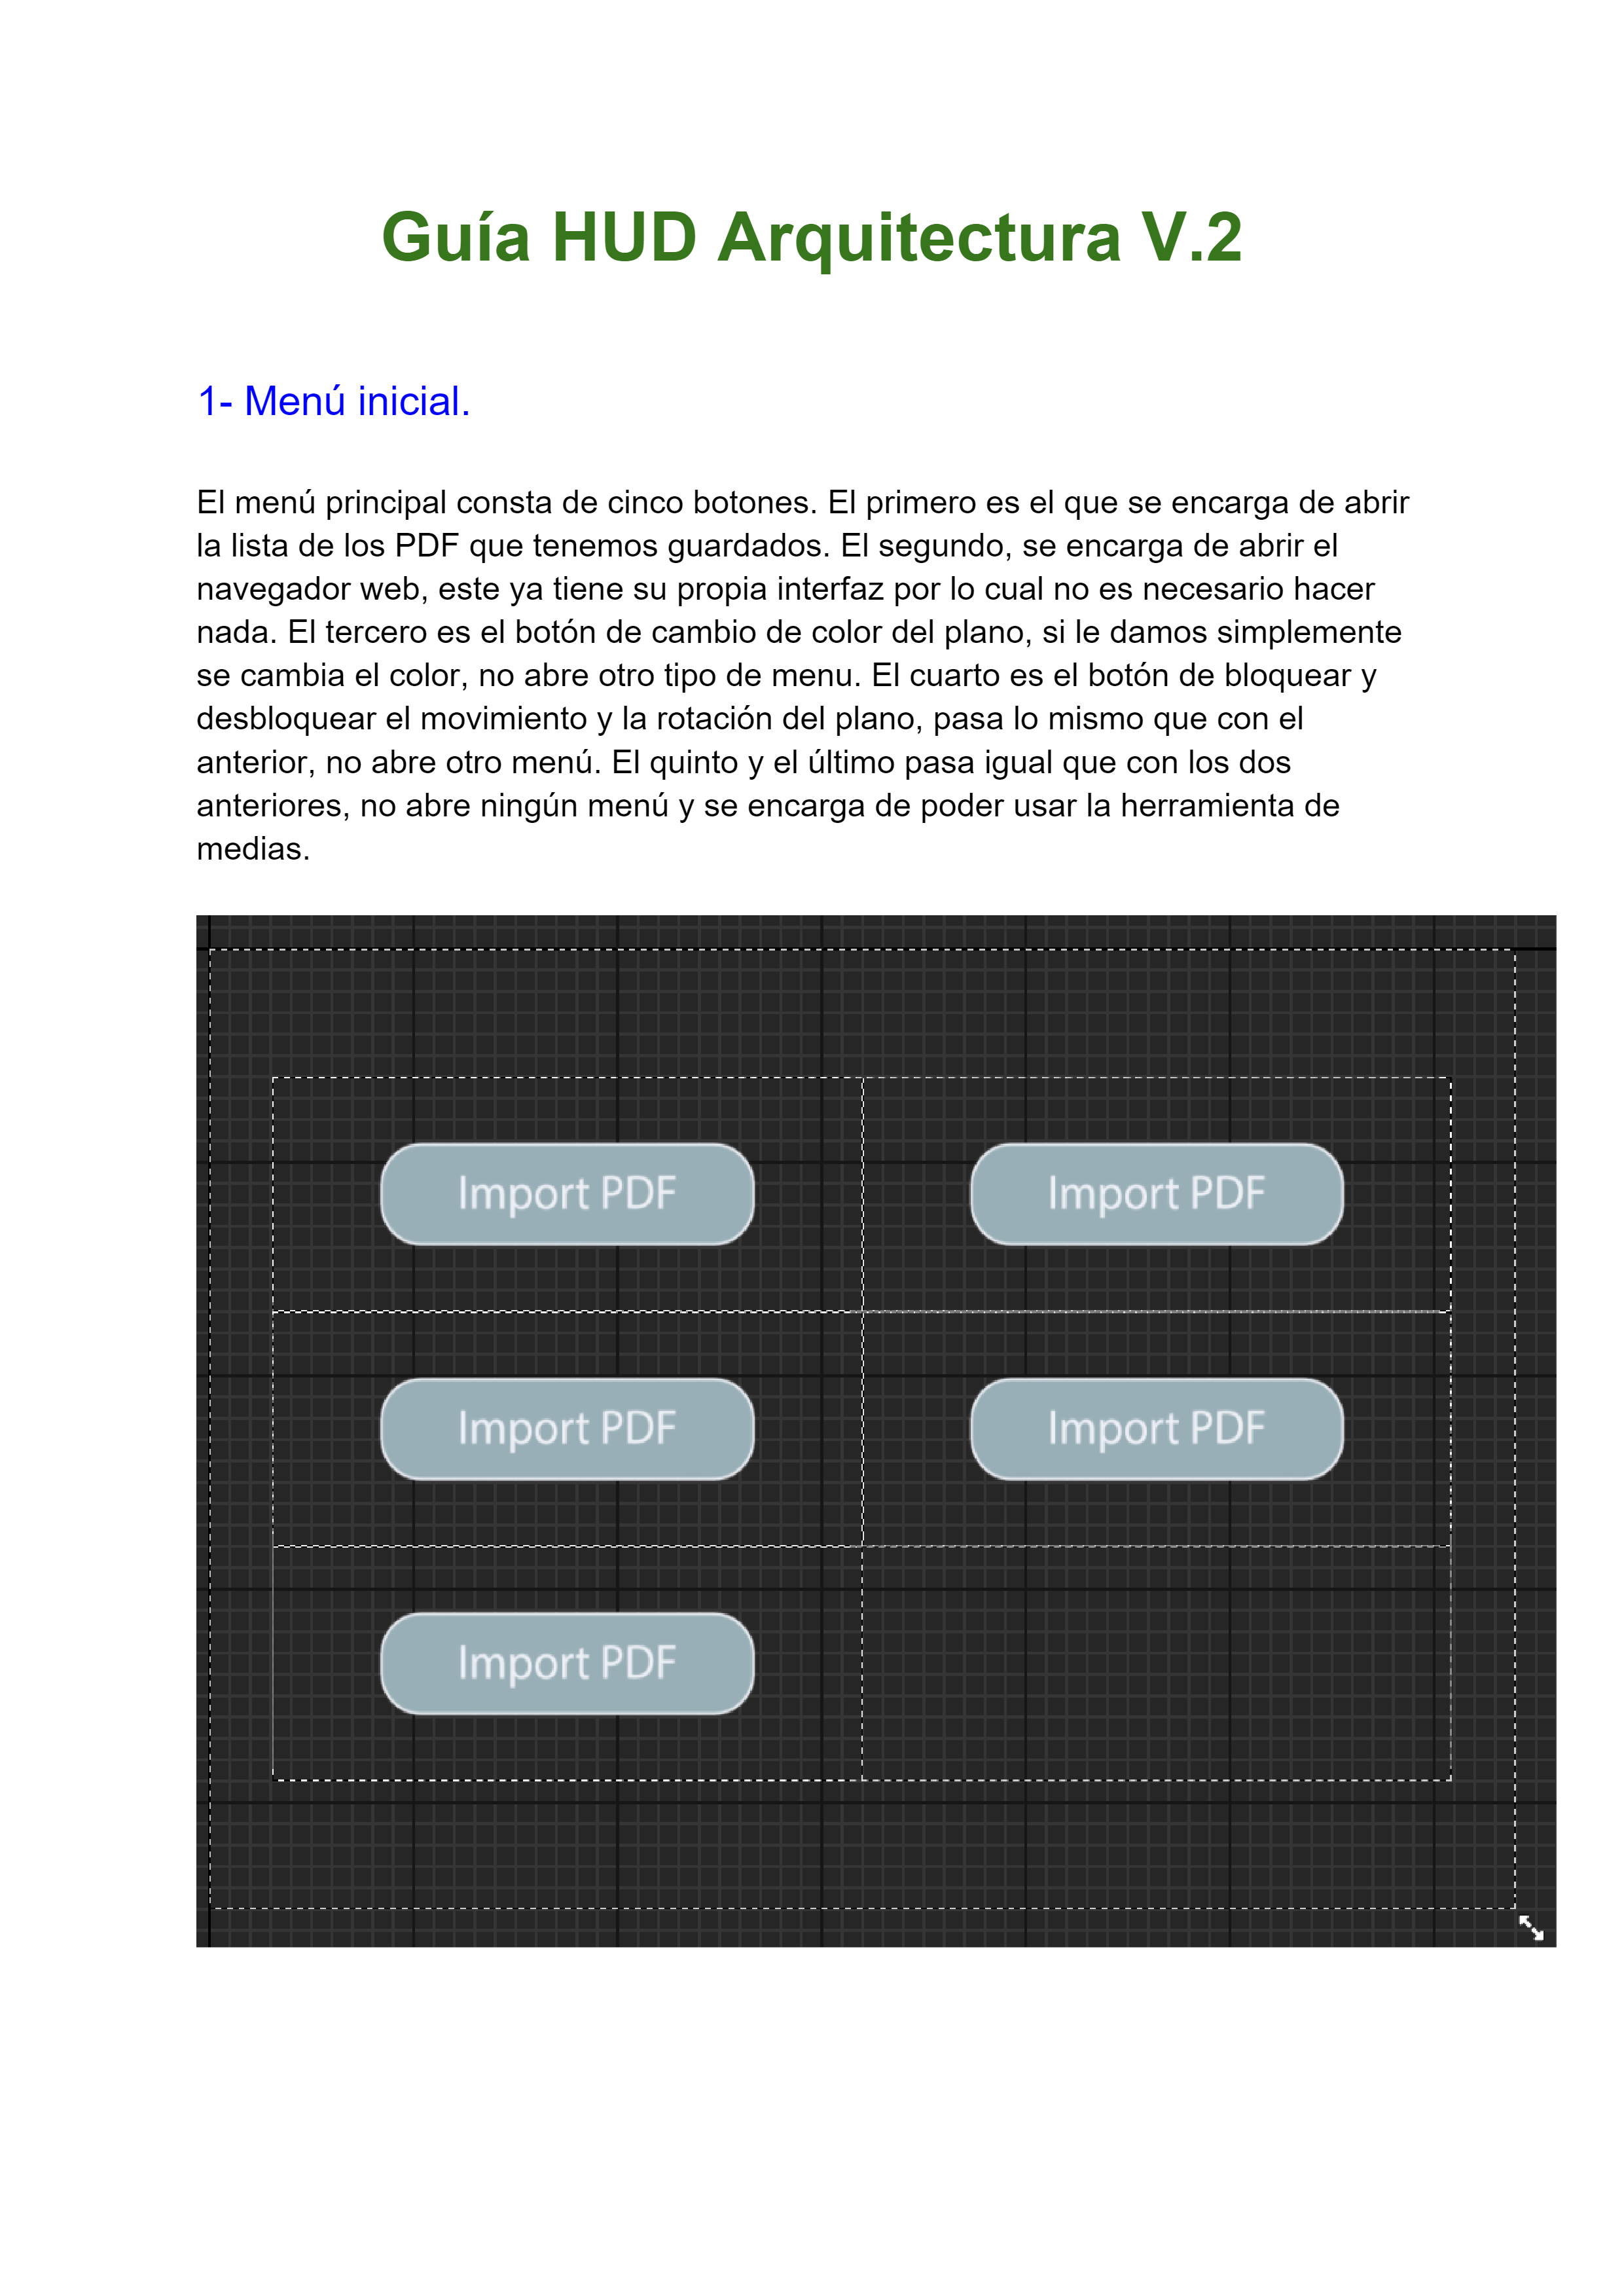 Guía HUD Arquitectura V.2
1- Menú inicial.
El menú principal consta de cinco botones. El primero es el que se encarga de abrir
la lista de los PDF que tenemos guardados. El segundo, se encarga de abrir el
navegador web, este ya tiene su propia interfaz por lo cual no es necesario hacer
nada. El tercero es el botón de cambio de color del plano, si le damos simplemente
se cambia el color, no abre otro tipo de menu. El cuarto es el botón de bloquear y
desbloquear el movimiento y la rotación del plano, pasa lo mismo que con el
anterior, no abre otro menú. El quinto y el último pasa igual que con los dos
anteriores, no abre ningún menú y se encarga de poder usar la herramienta de
medias.
Import PDF
Import PDF
Import PDF
Import PDF
Import PDF